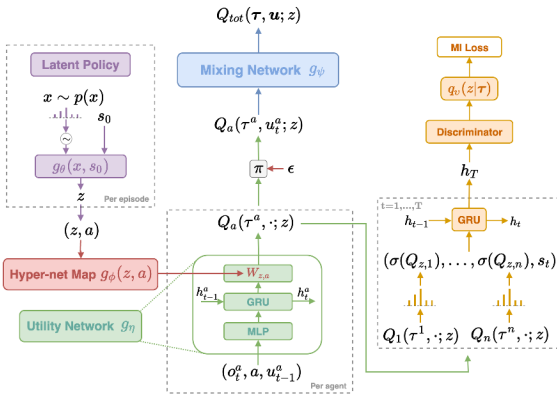 Q_tot(τ, u; z)
Mixing Network g_ψ
Q_a(τ^a, u_t^a; z)
π
ϵ
Latent Policy
x ∼ p(x)
s_0
∼
g_θ(x, s_0)
z
Per episode
(z, a)
Hyper-net Map g_ϕ(z, a)
Utility Network g_η
Q_a(τ^a, ·; z)
W_{z,a}
h_{t−1}^a
GRU
h_t^a
MLP
(o_t^a, a, u_{t−1}^a)
Per agent
MI Loss
q_υ(z|τ)
Discriminator
h_T
t=1,...,T
h_{t−1}
GRU
h_t
(σ(Q_{z,1}), . . . , σ(Q_{z,n}), s_t)
Q_1(τ^1, ·; z)
Q_n(τ^n, ·; z)